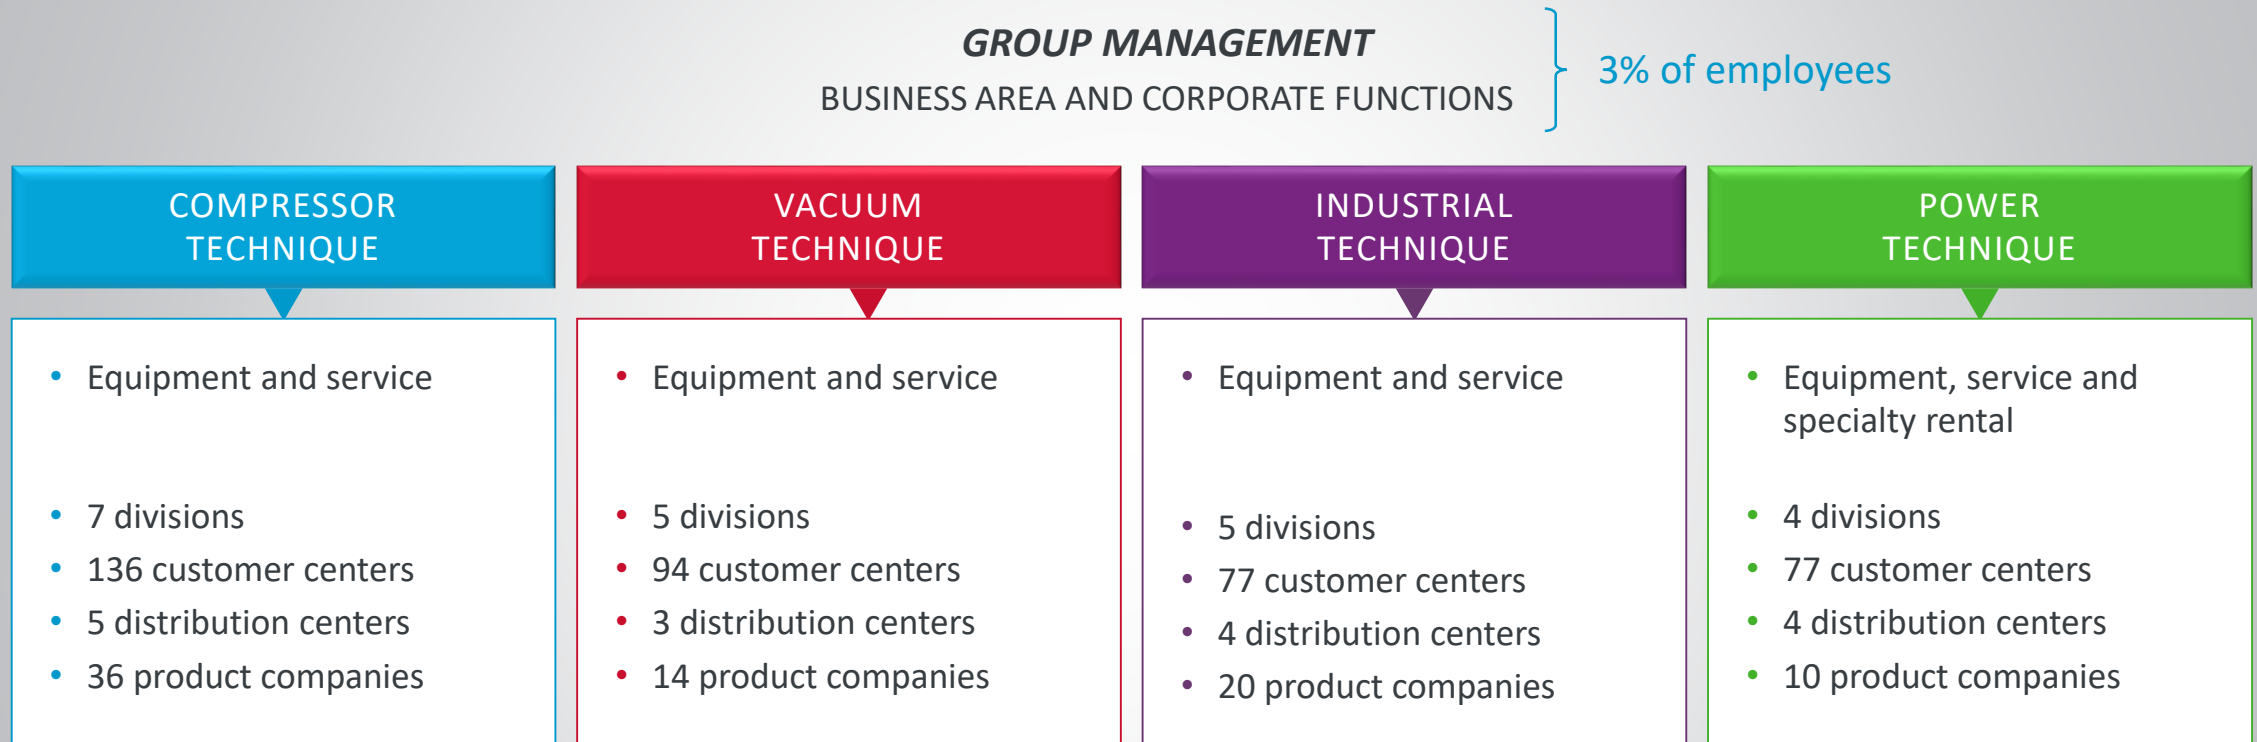 GROUP MANAGEMENT
BUSINESS AREA AND CORPORATE FUNCTIONS
3% of employees
COMPRESSOR
TECHNIQUE
• Equipment and service
• 7 divisions
• 136 customer centers
• 5 distribution centers
• 36 product companies
VACUUM
TECHNIQUE
• Equipment and service
• 5 divisions
• 94 customer centers
• 3 distribution centers
• 14 product companies
INDUSTRIAL
TECHNIQUE
• Equipment and service
• 5 divisions
• 77 customer centers
• 4 distribution centers
• 20 product companies
POWER
TECHNIQUE
• Equipment, service and
specialty rental
• 4 divisions
• 77 customer centers
• 4 distribution centers
• 10 product companies